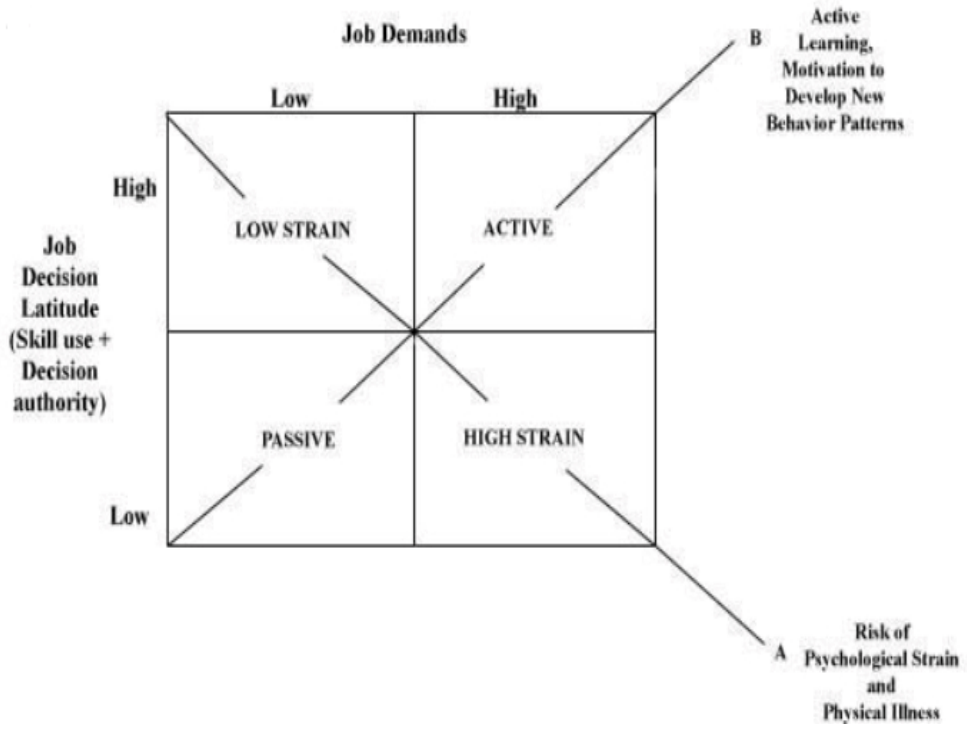 Job Demands
Low
High
B
Active
Learning,
Motivation to
Develop New
Behavior Patterns
High
LOW STRAIN
ACTIVE
Job
Decision
Latitude
(Skill use +
Decision
authority)
PASSIVE
HIGH STRAIN
Low
A
Risk of
Psychological Strain
and
Physical Illness